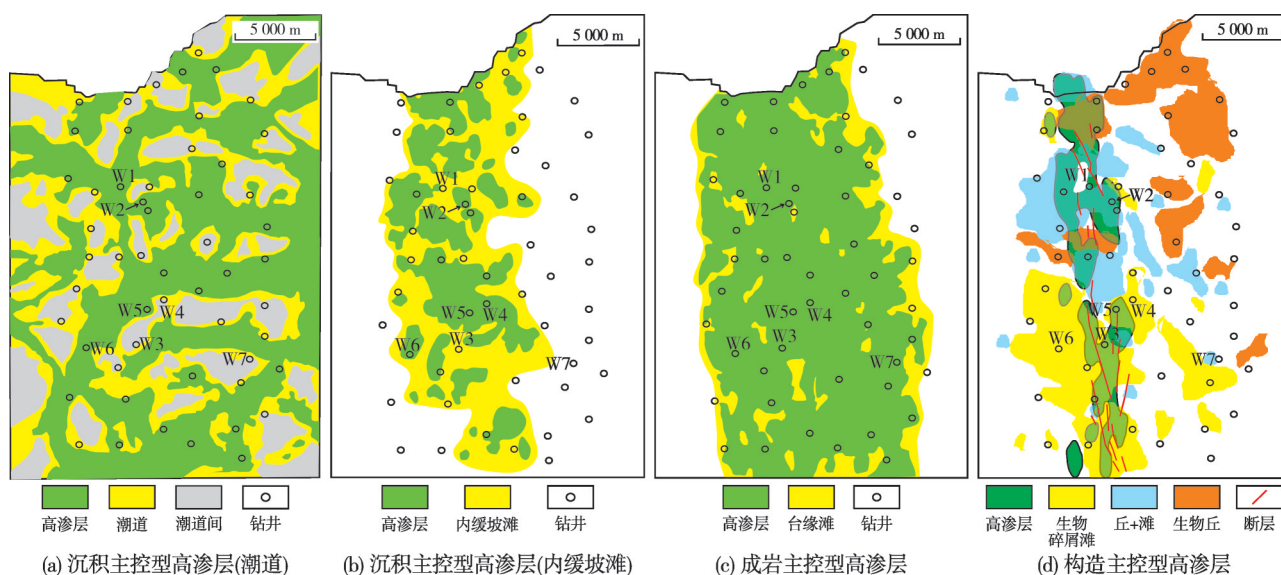 5 000 m
W1
W2
W5
W4
W3
W6
W7
高渗层
潮道
潮道间
钻井
(a) 沉积主控型高渗层(潮道)
5 000 m
W1
W2
W5
W4
W3
W6
W7
高渗层
内缓坡滩
钻井
(b) 沉积主控型高渗层(内缓坡滩)
5 000 m
W1
W2
W5
W4
W3
W6
W7
高渗层
台缘滩
钻井
(c) 成岩主控型高渗层
5 000 m
W1
W2
W5
W4
W3
W6
W7
高渗层
生物
碎屑滩
丘+滩
生物丘
断层
(d) 构造主控型高渗层